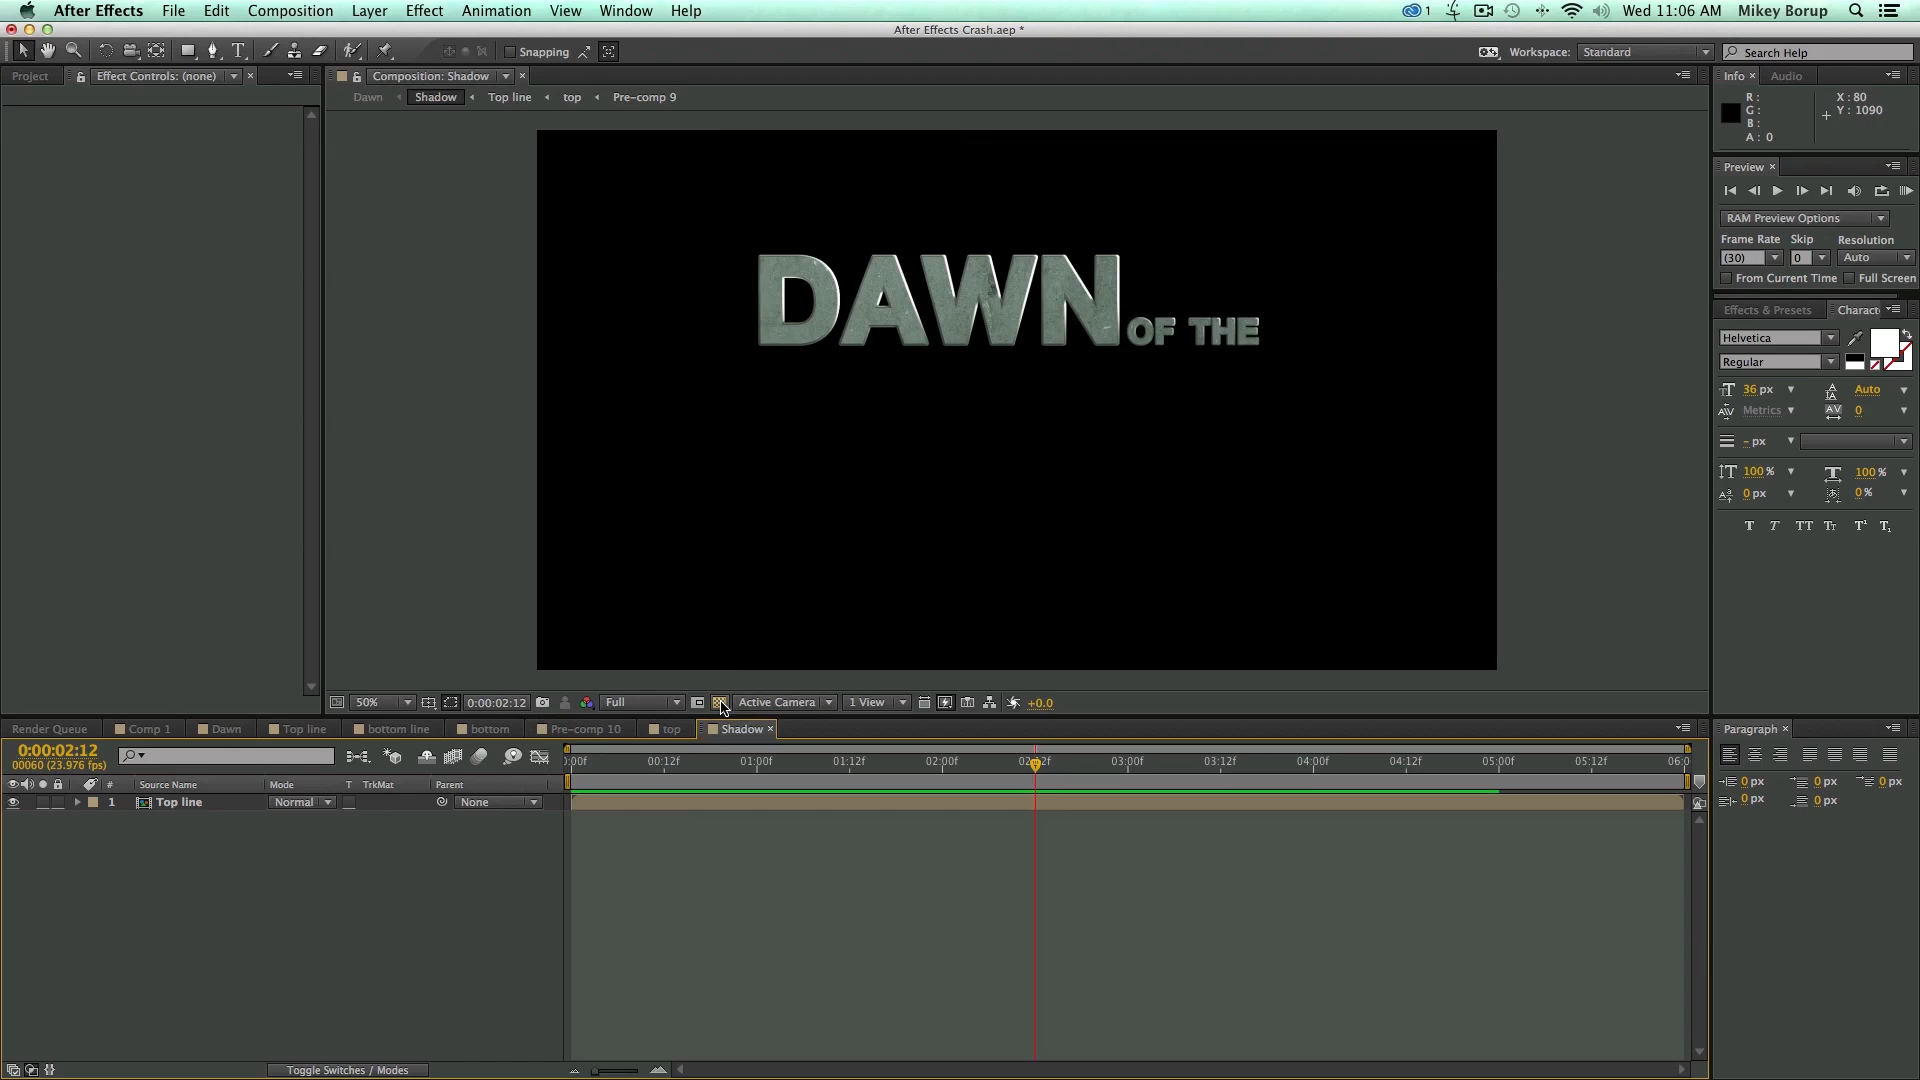 After Effects File Edit Composition Layer Effect Animation View Window Help 1 Wed 11:06 AM Mikey Borup
After Effects Crash.aep *
T Snapping Workspace: Standard Search Help
Project Effect Controls: (none) × Composition: Shadow × Info × Audio
Dawn Shadow Top line top Pre-comp 9
R : X : 80
G : Y : 1090
B :
A : 0
Preview ×
RAM Preview Options
Frame Rate Skip Resolution
(30) 0 Auto
From Current Time Full Screen
Effects & Presets Charact
Helvetica
Regular
36 px Auto
Metrics 0
- px
100 % 100 %
0 px 0 %
T T TT Tt T¹ T₁
DAWN OF THE
50% 0:00:02:12 Full Active Camera 1 View +0.0
Render Queue Comp 1 Dawn Top line bottom line bottom Pre-comp 10 top Shadow × Paragraph ×
0:00:02:12
00060 (23.976 fps)
):00f 00:12f 01:00f 01:12f 02:00f 02:12f 03:00f 03:12f 04:00f 04:12f 05:00f 05:12f 06:0
# Source Name Mode T TrkMat Parent
1 Top line Normal None
0 px 0 px 0 px
0 px 0 px
Toggle Switches / Modes